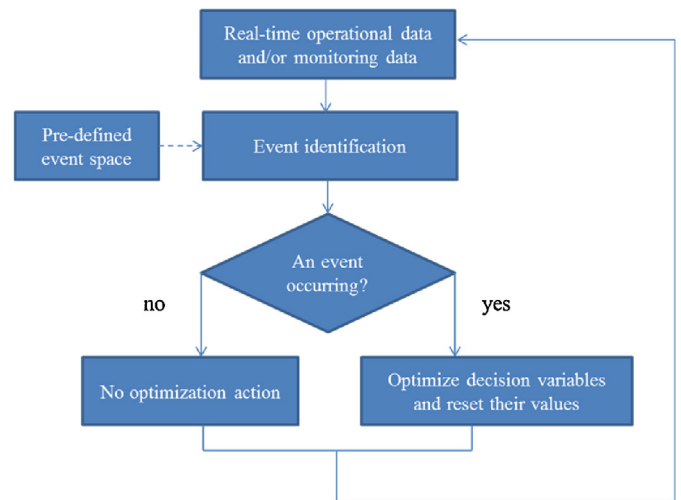 Real-time operational data
and/or monitoring data
Pre-defined
event space
Event identification
An event
occurring?
no
yes
No optimization action
Optimize decision variables
and reset their values